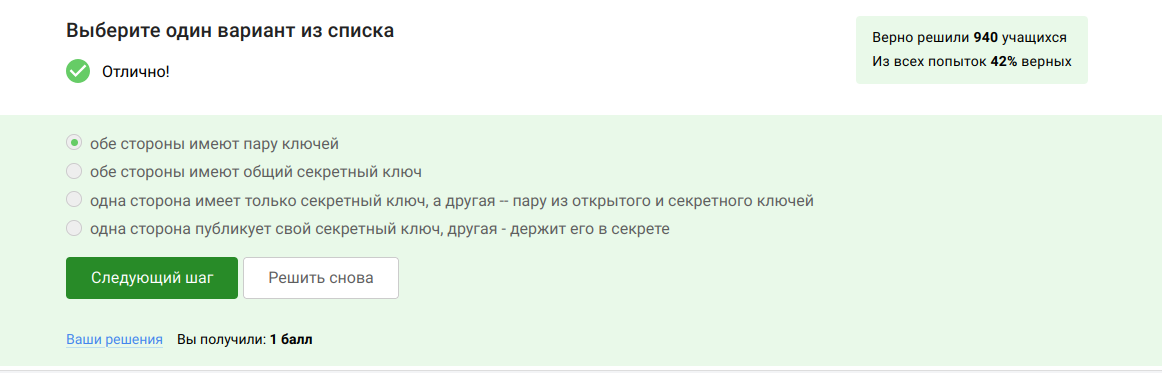 Выберите один вариант из списка
Отлично!
Верно решили 940 учащихся
Из всех попыток 42% верных
обе стороны имеют пару ключей
обе стороны имеют общий секретный ключ
одна сторона имеет только секретный ключ, а другая -- пару из открытого и секретного ключей
одна сторона публикует свой секретный ключ, другая - держит его в секрете
Следующий шаг Решить снова
Ваши решения Вы получили: 1 балл